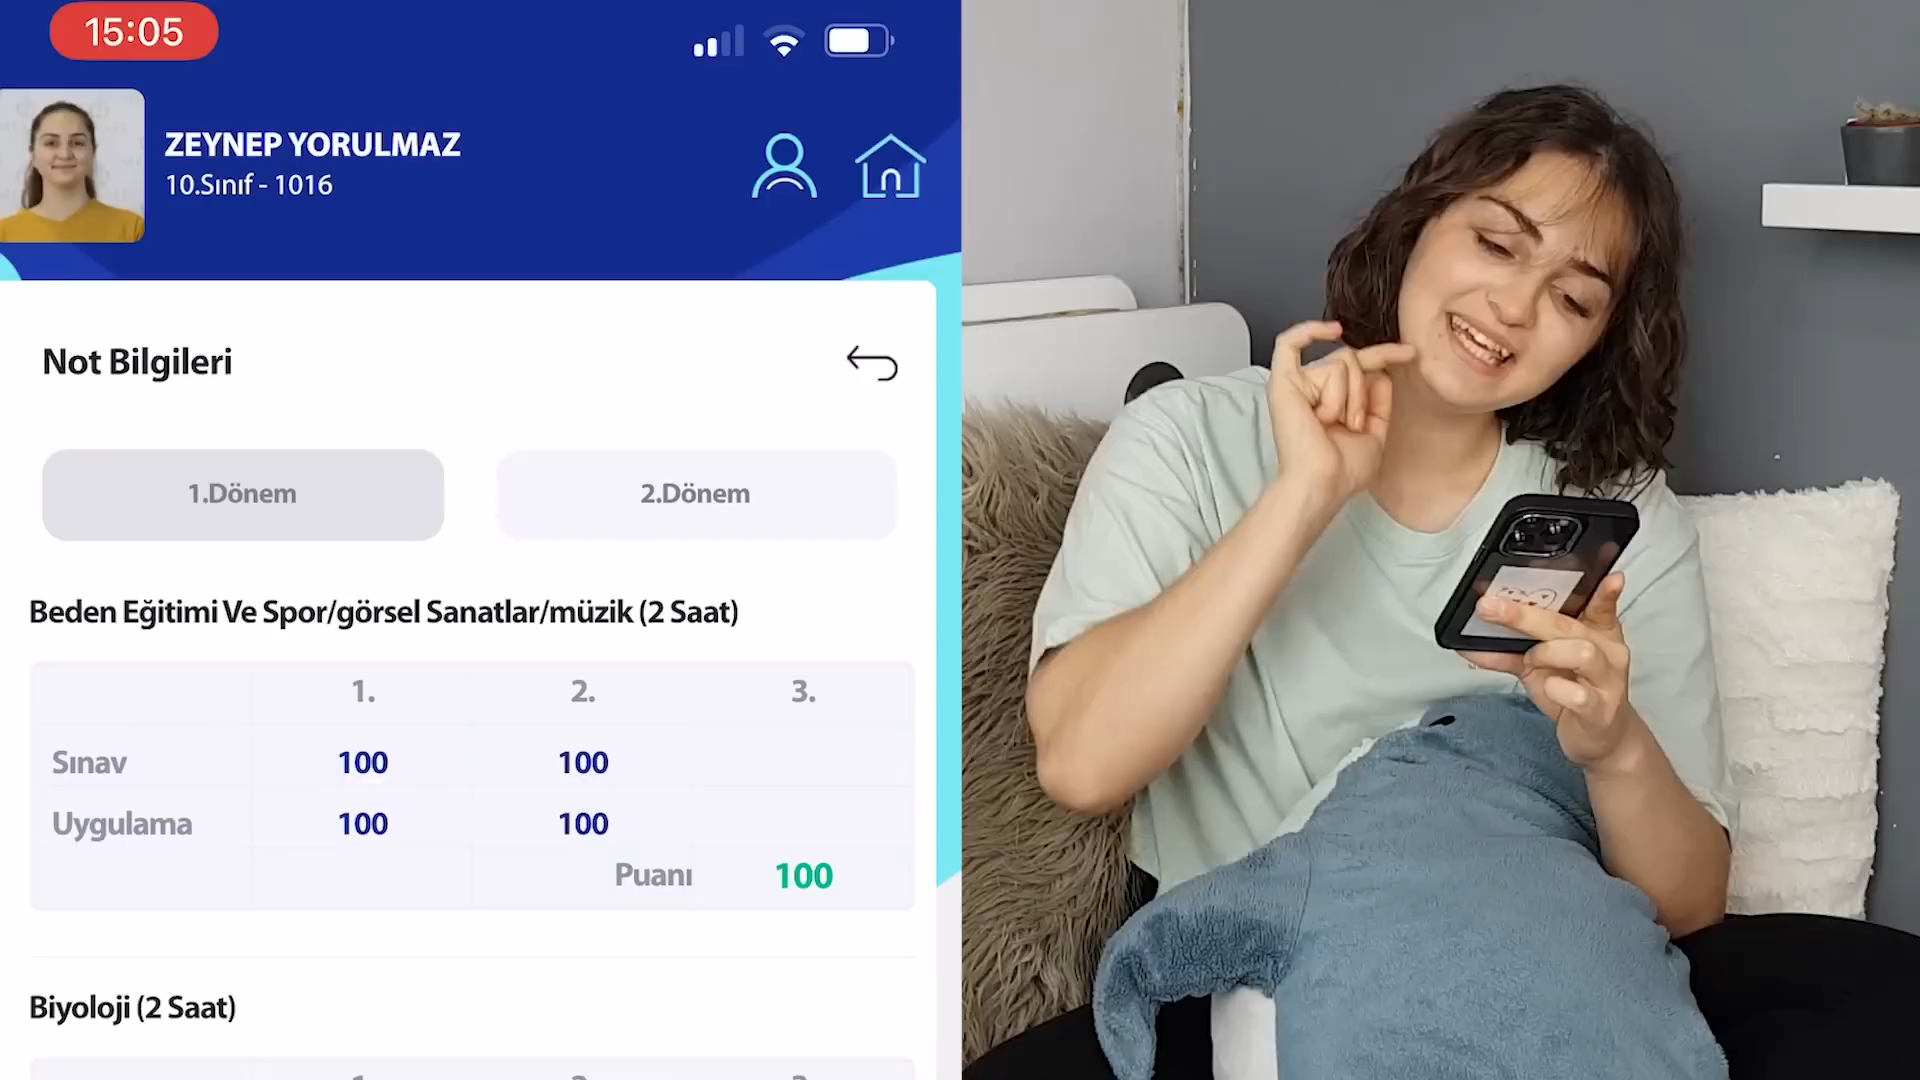 15:05
ZEYNEP YORULMAZ
10.Sınıf - 1016
Not Bilgileri
1.Dönem 2.Dönem
Beden Eğitimi Ve Spor/görsel Sanatlar/müzik (2 Saat)
1. 2. 3.
Sınav 100 100
Uygulama 100 100
Puanı 100
Biyoloji (2 Saat)